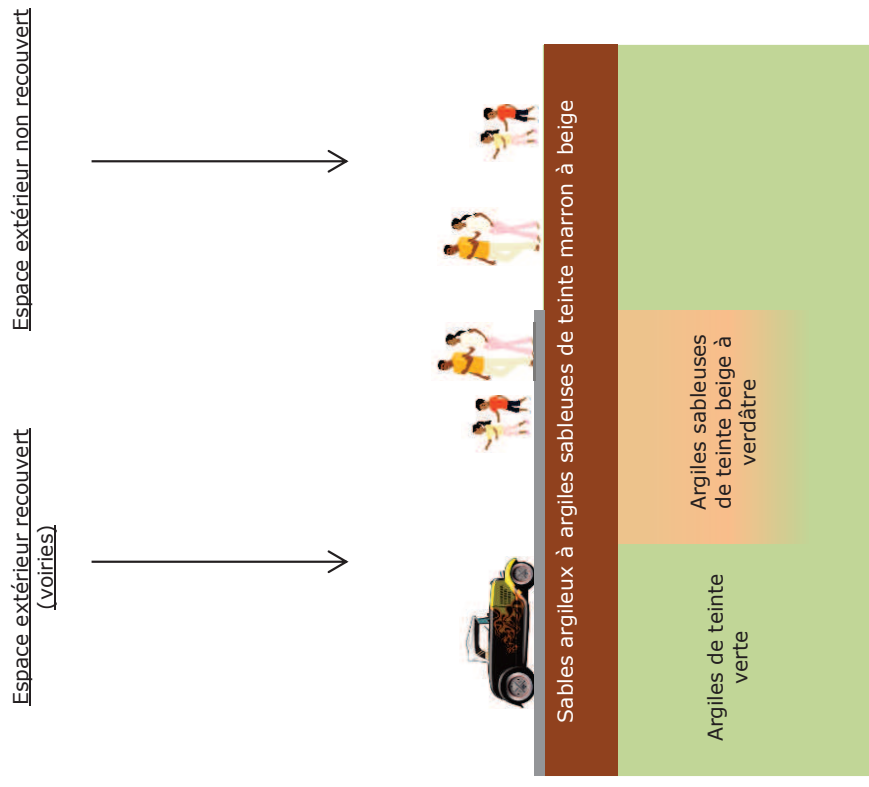 Espace extérieur recouvert
(voiries)
Espace extérieur non recouvert
Sables argileux à argiles sableuses de teinte marron à beige
Argiles de teinte
verte
Argiles sableuses
de teinte beige à
verdâtre